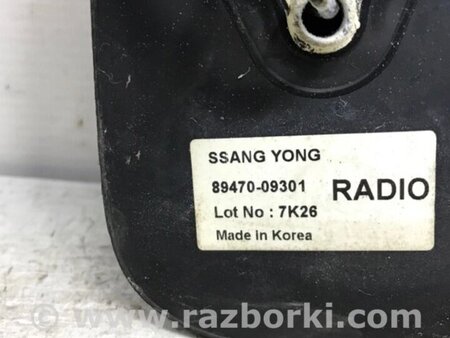 SSANG YONG
89470-09301 RADIO
Lot No : 7K26
Made in Korea
www.razborki.com